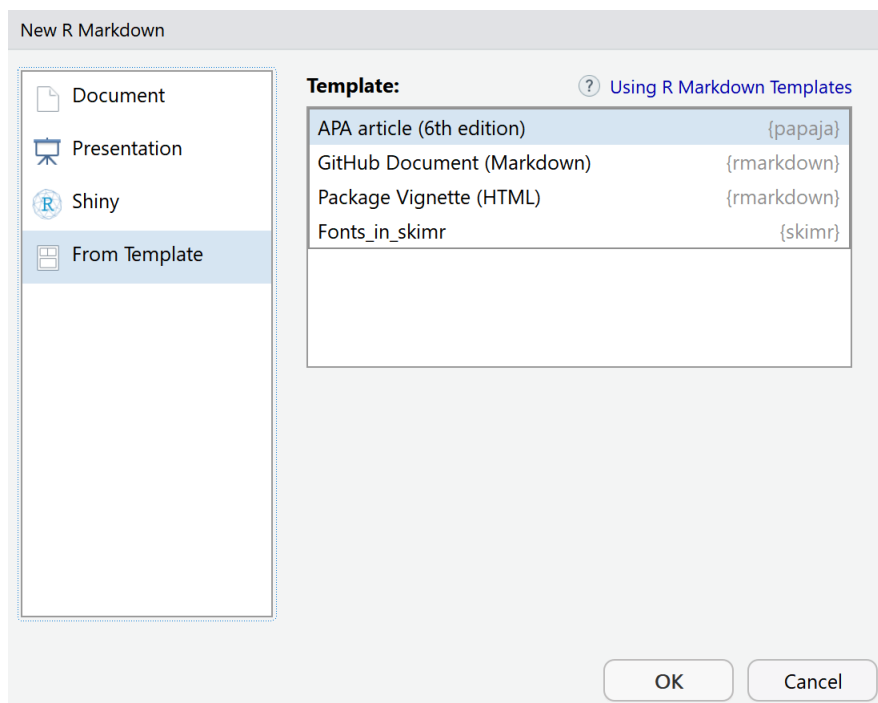 New R Markdown
Document
Presentation
R Shiny
From Template
Template:
? Using R Markdown Templates
APA article (6th edition) {papaja}
GitHub Document (Markdown) {rmarkdown}
Package Vignette (HTML) {rmarkdown}
Fonts_in_skimr {skimr}
OK Cancel